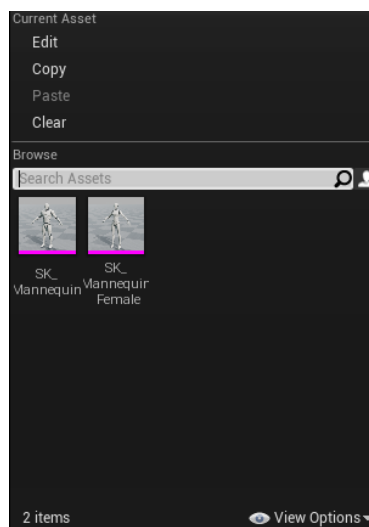 Current Asset
Edit
Copy
Paste
Clear
Browse
Search Assets
SK_
Mannequin
SK_
Mannequin
Female
2 items
View Options